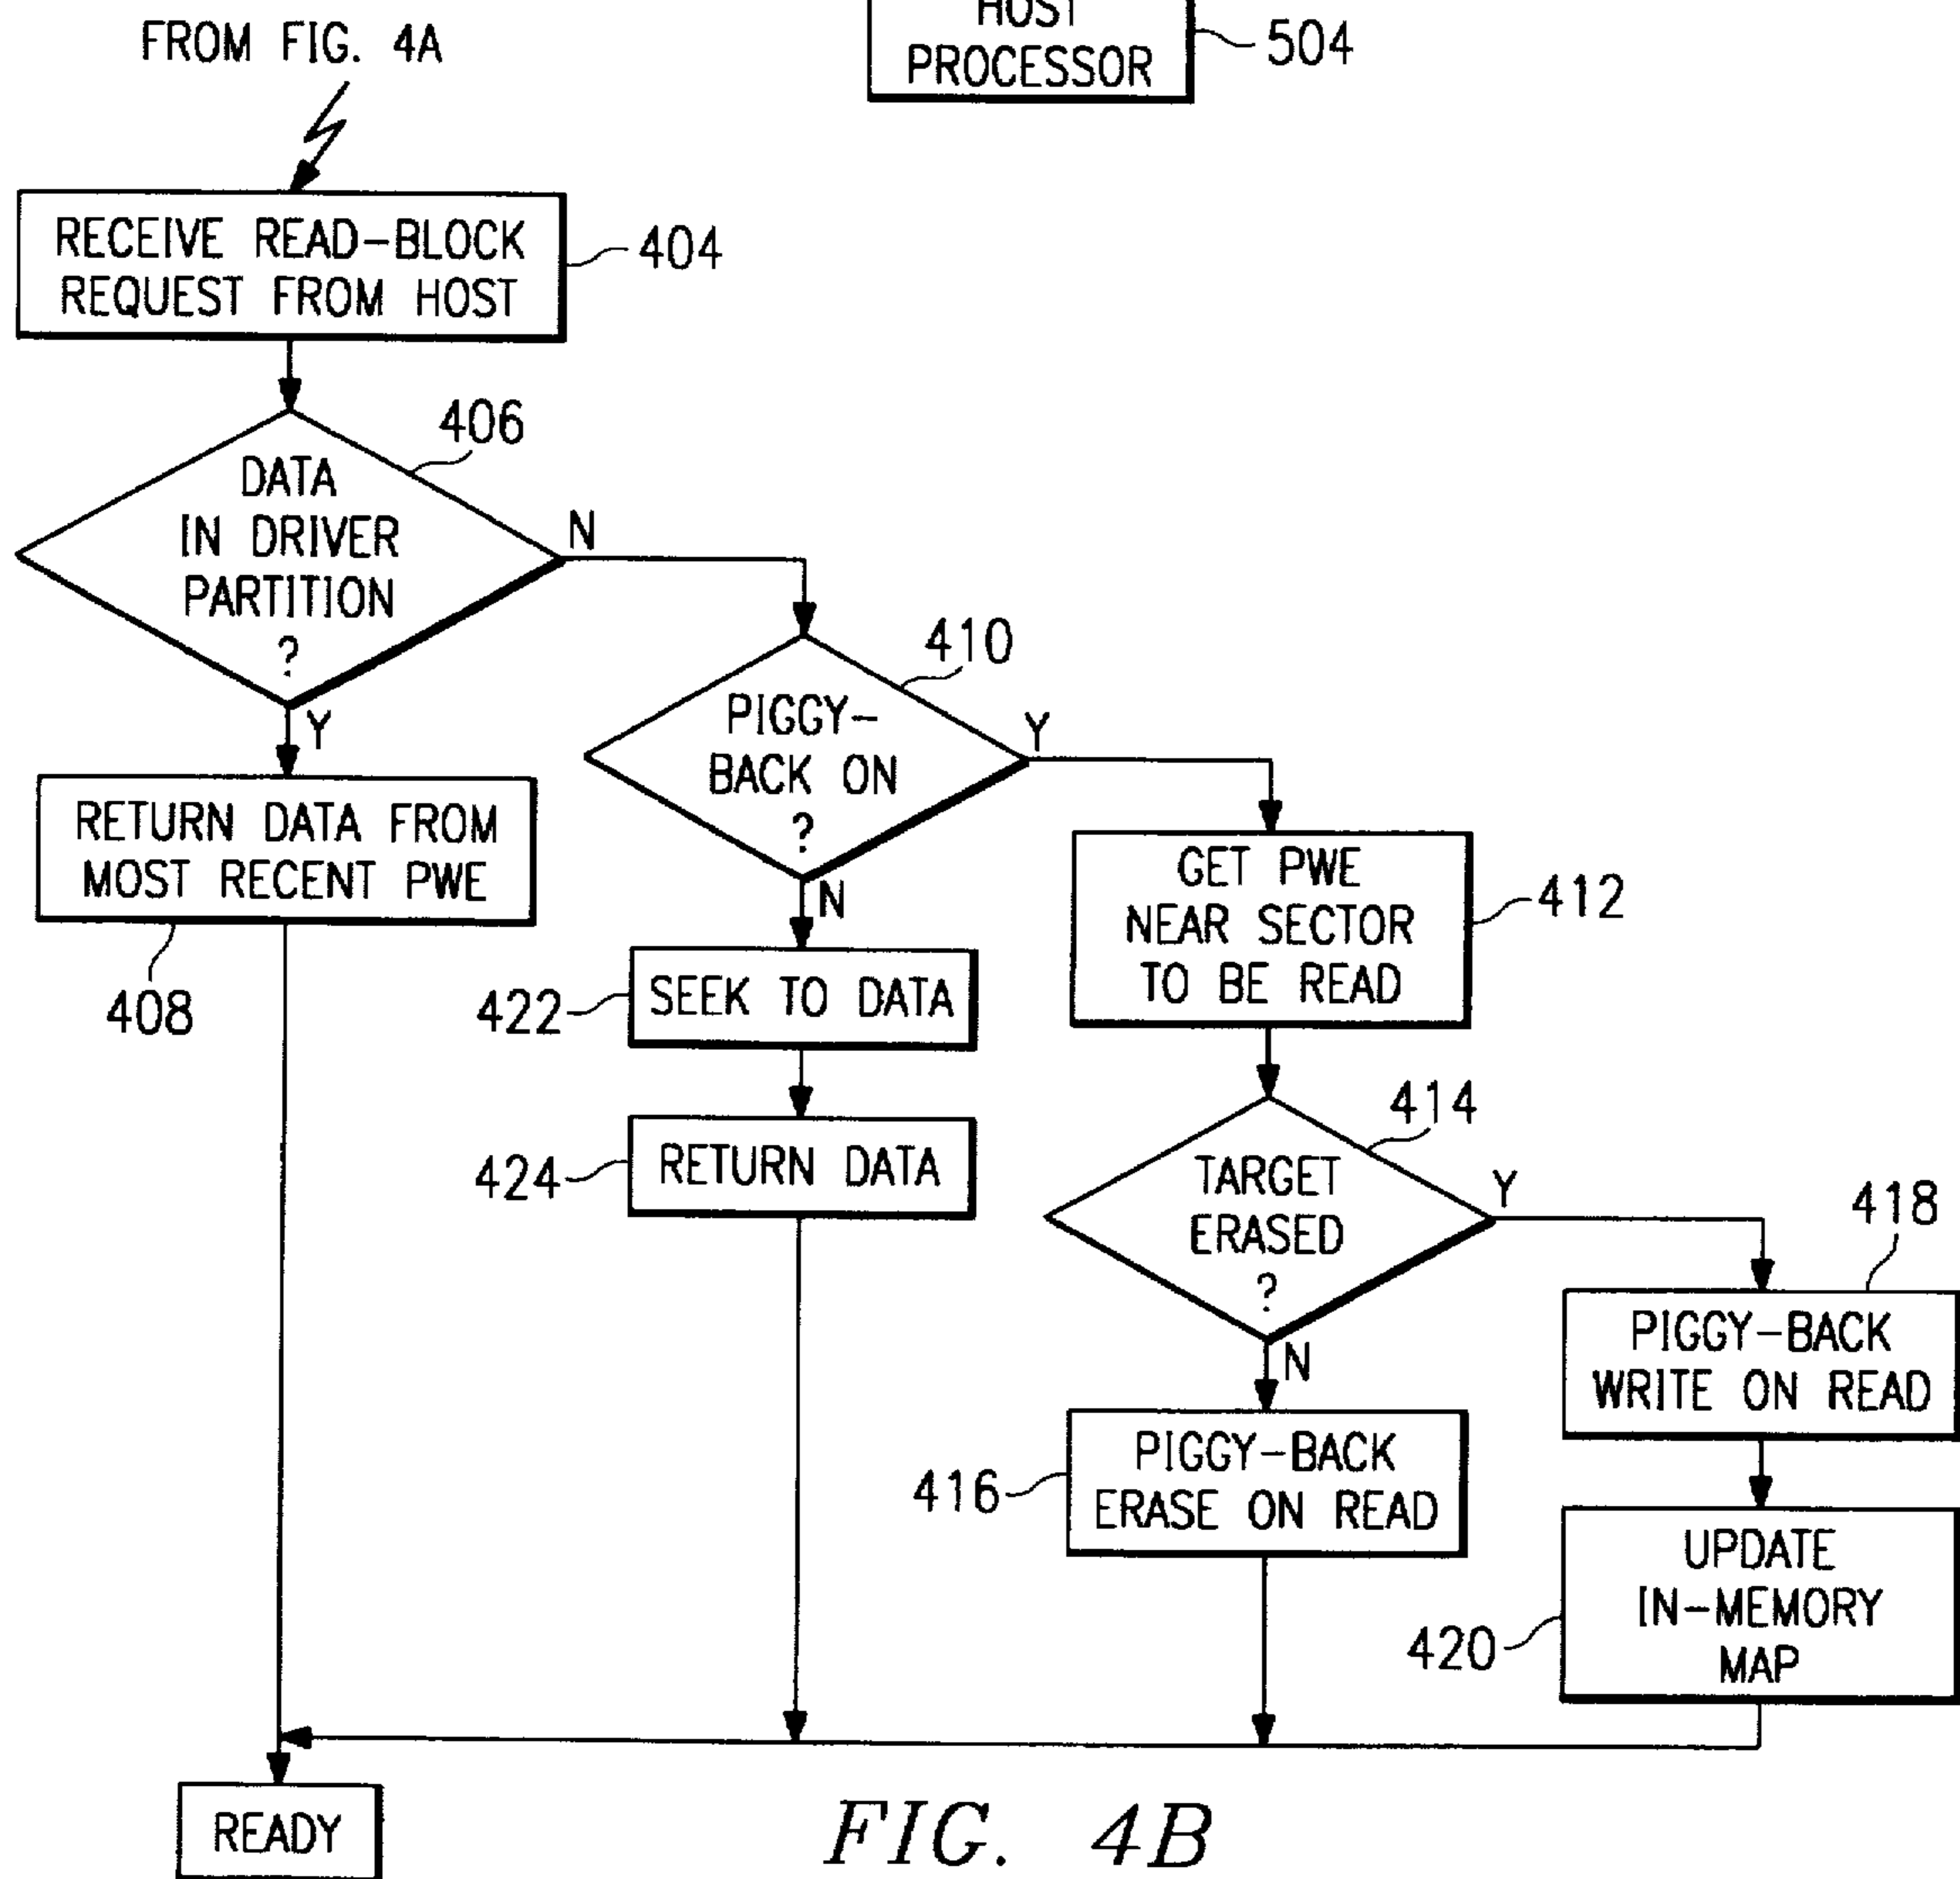 FROM FIG. 4A
HOST
PROCESSOR
504
RECEIVE READ-BLOCK
REQUEST FROM HOST
404
406
DATA
IN DRIVER
PARTITION
?
N
Y
410
PIGGY-
BACK ON
?
Y
N
RETURN DATA FROM
MOST RECENT PWE
408
GET PWE
NEAR SECTOR
TO BE READ
412
422
SEEK TO DATA
424
RETURN DATA
414
TARGET
ERASED
?
Y
N
418
PIGGY-BACK
WRITE ON READ
416
PIGGY-BACK
ERASE ON READ
420
UPDATE
IN-MEMORY
MAP
READY
FIG. 4B